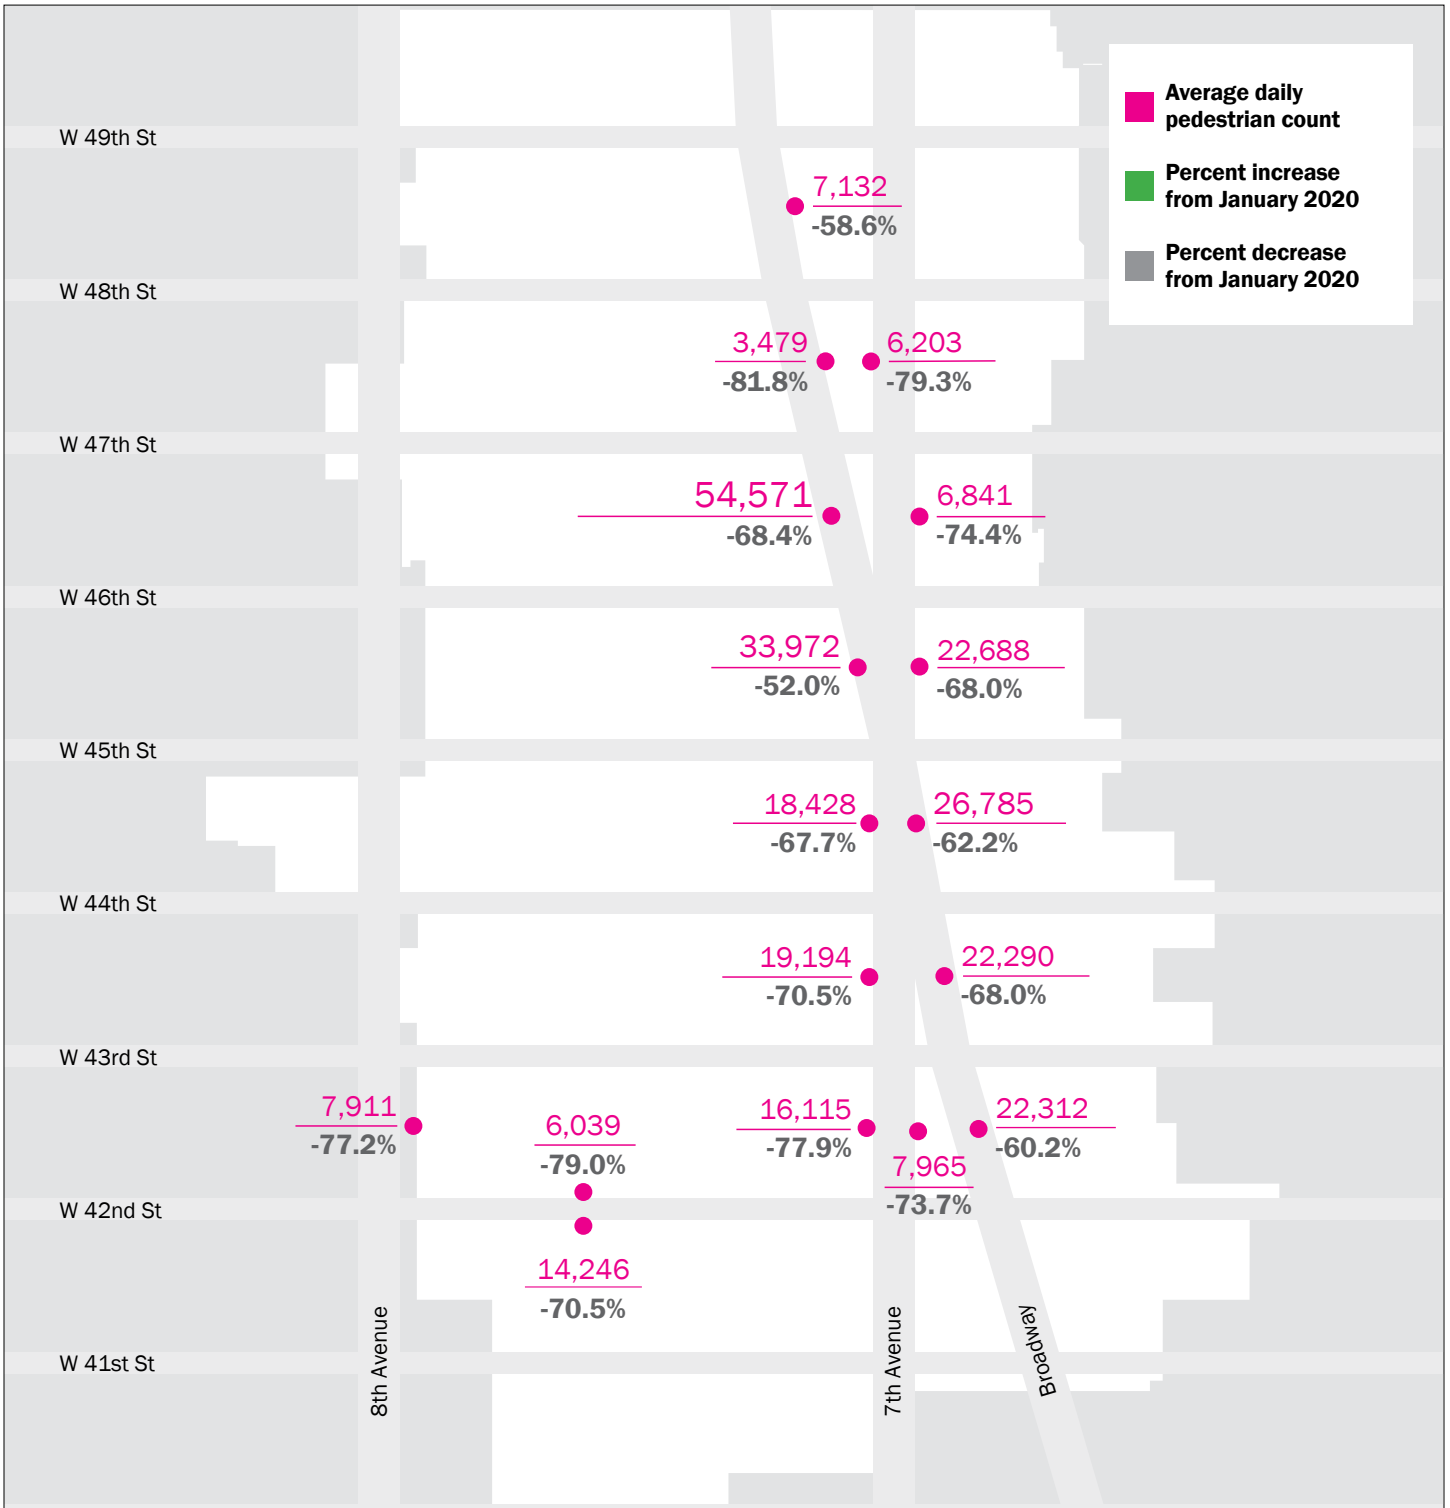 Average daily
pedestrian count
Percent increase
from January 2020
Percent decrease
from January 2020
W 49th St
7,132
-58.6%
W 48th St
3,479
-81.8%
6,203
-79.3%
W 47th St
54,571
-68.4%
6,841
-74.4%
W 46th St
33,972
-52.0%
22,688
-68.0%
W 45th St
18,428
-67.7%
26,785
-62.2%
W 44th St
19,194
-70.5%
22,290
-68.0%
W 43rd St
7,911
-77.2%
6,039
-79.0%
16,115
-77.9%
7,965
-73.7%
22,312
-60.2%
W 42nd St
14,246
-70.5%
W 41st St
8th Avenue
7th Avenue
Broadway